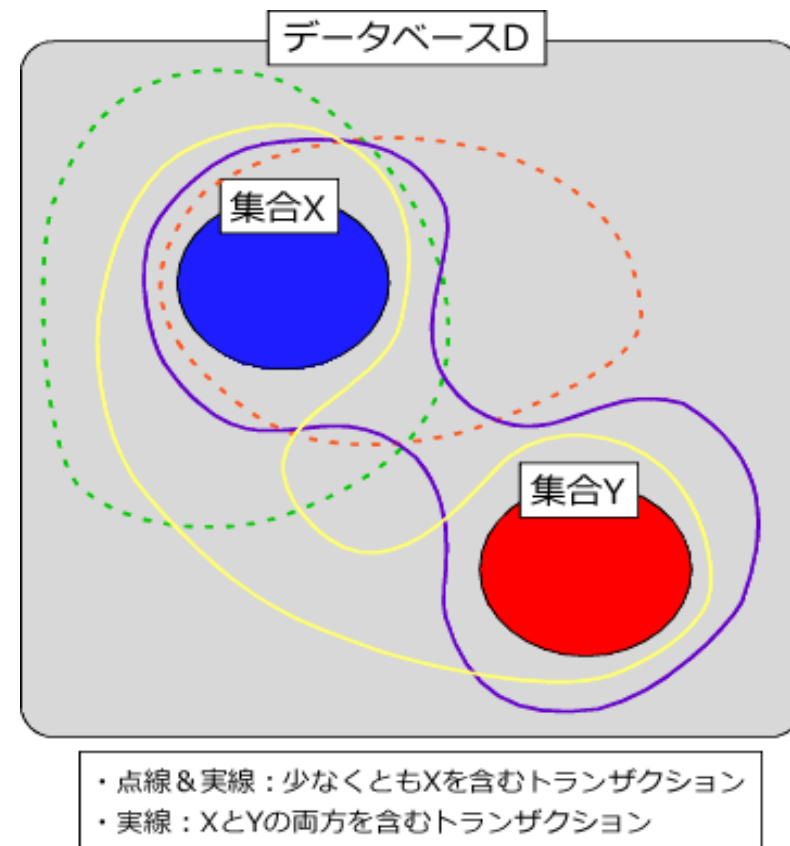 データベースD
集合X
集合Y
・点線&実線：少なくともXを含むトランザクション
・実線：XとYの両方を含むトランザクション